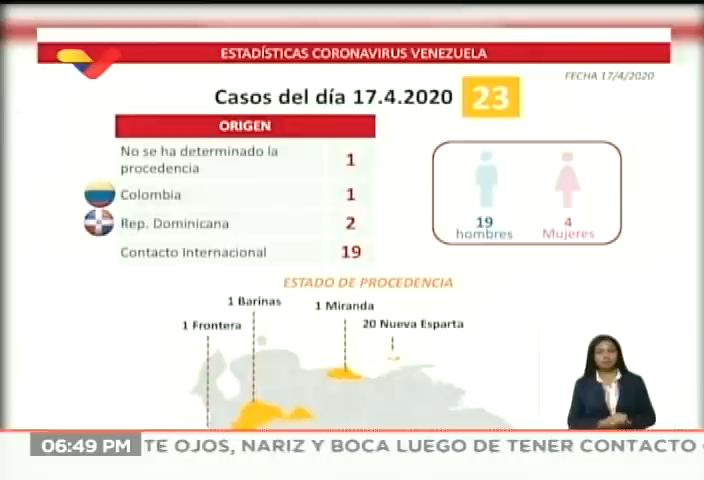 ESTADÍSTICAS CORONAVIRUS VENEZUELA
FECHA 17/4/2020
Casos del día 17.4.2020 23
ORIGEN
No se ha determinado la
procedencia 1
Colombia 1
Rep. Dominicana 2
Contacto Internacional 19
19
hombres
4
Mujeres
ESTADO DE PROCEDENCIA
1 Barinas
1 Miranda
1 Frontera
20 Nueva Esparta
06:49 PM TE OJOS, NARIZ Y BOCA LUEGO DE TENER CONTACTO